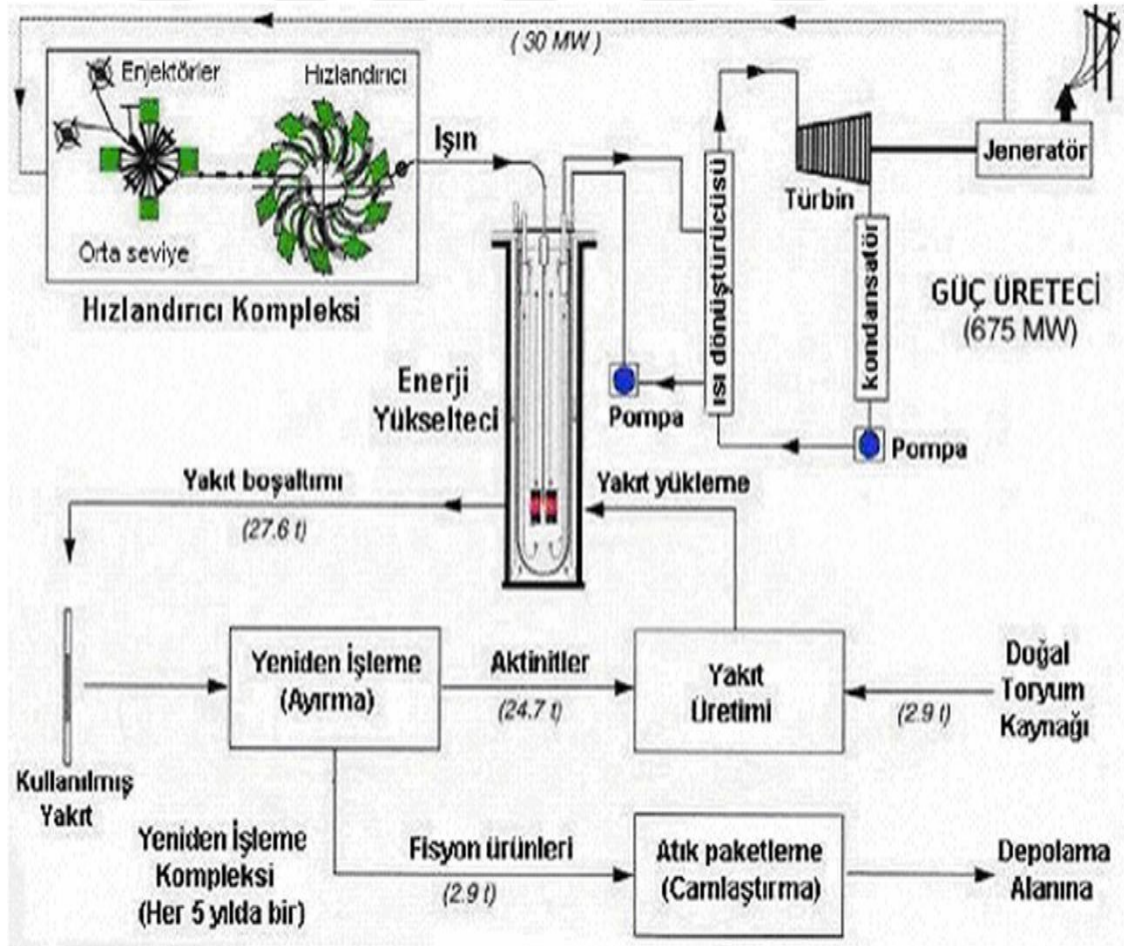 ( 30 MW )
Enjektörler
Hızlandırıcı
Orta seviye
Hızlandırıcı Kompleksi
Işın
ısı dönüştürücüsü
Türbin
Jeneratör
kondansatör
GÜÇ ÜRETECİ
(675 MW)
Enerji
Yükselteci
Pompa
Pompa
Yakıt boşaltımı
(27.6 t)
Yakıt yükleme
Yeniden İşleme
(Ayırma)
Aktinitler
(24.7 t)
Yakıt
Üretimi
(2.9 t)
Doğal
Toryum
Kaynağı
Kullanılmış
Yakıt
Yeniden İşleme
Kompleksi
(Her 5 yılda bir)
Fisyon ürünleri
(2.9 t)
Atık paketleme
(Camlaştırma)
Depolama
Alanına